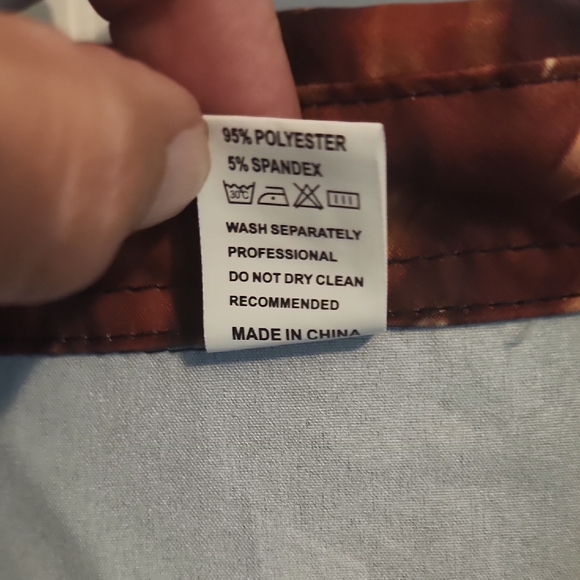 95% POLYESTER
5% SPANDEX
30°C
WASH SEPARATELY
PROFESSIONAL
DO NOT DRY CLEAN
RECOMMENDED
MADE IN CHINA